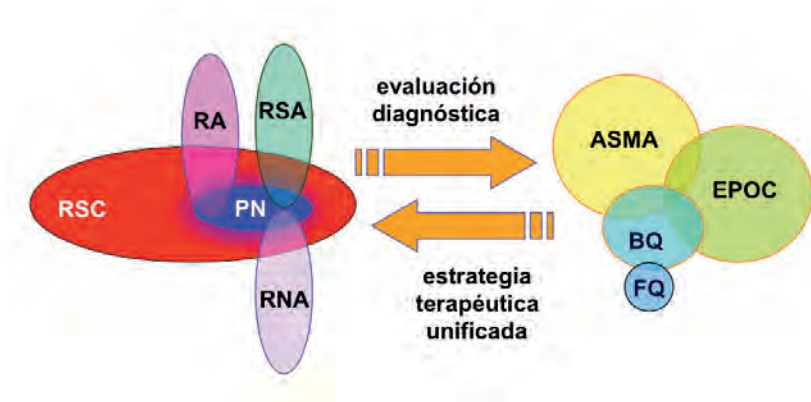 RA
RSA
RSC
PN
RNA
evaluación
diagnóstica
estrategia
terapéutica
unificada
ASMA
EPOC
BQ
FQ